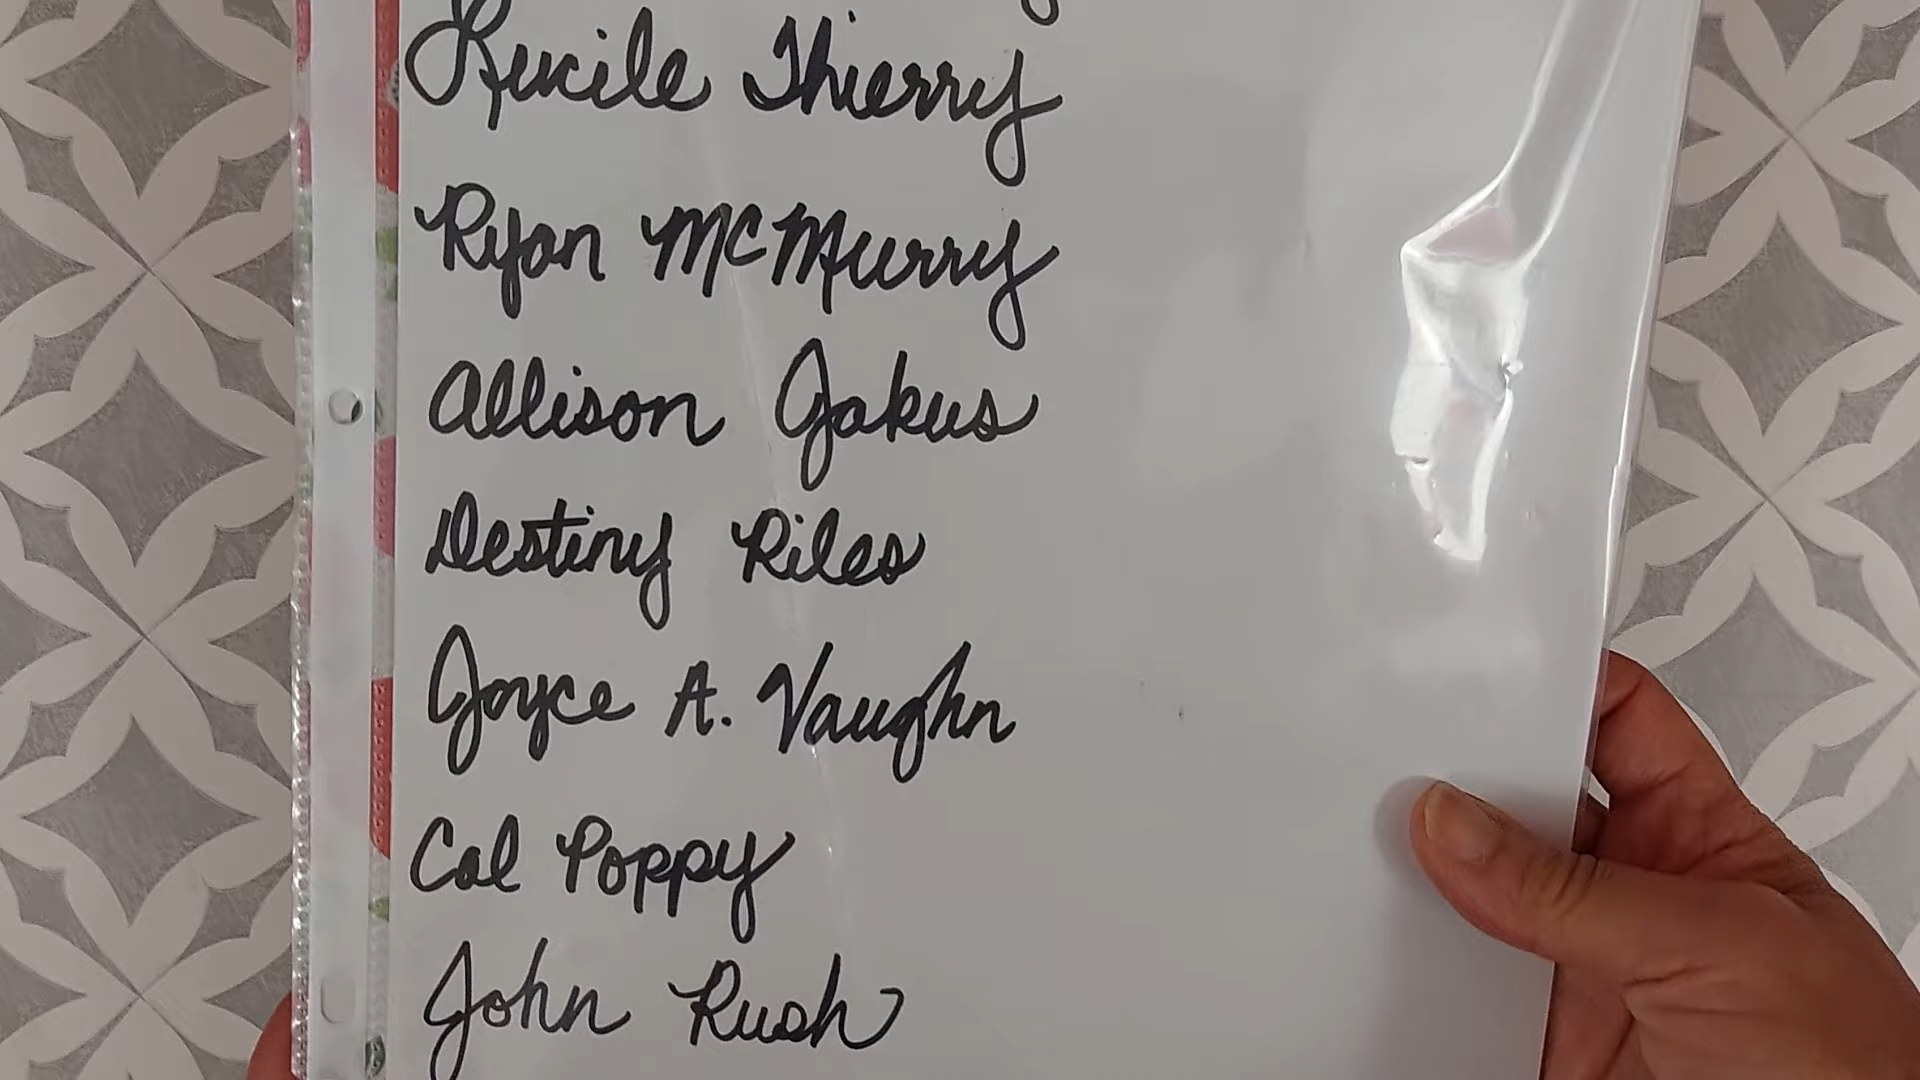 Lucile Thierry
Ryan McMurry
Allison Jakus
Destiny Riles
Joyce A. Vaughn
Cal Poppy
John Rush